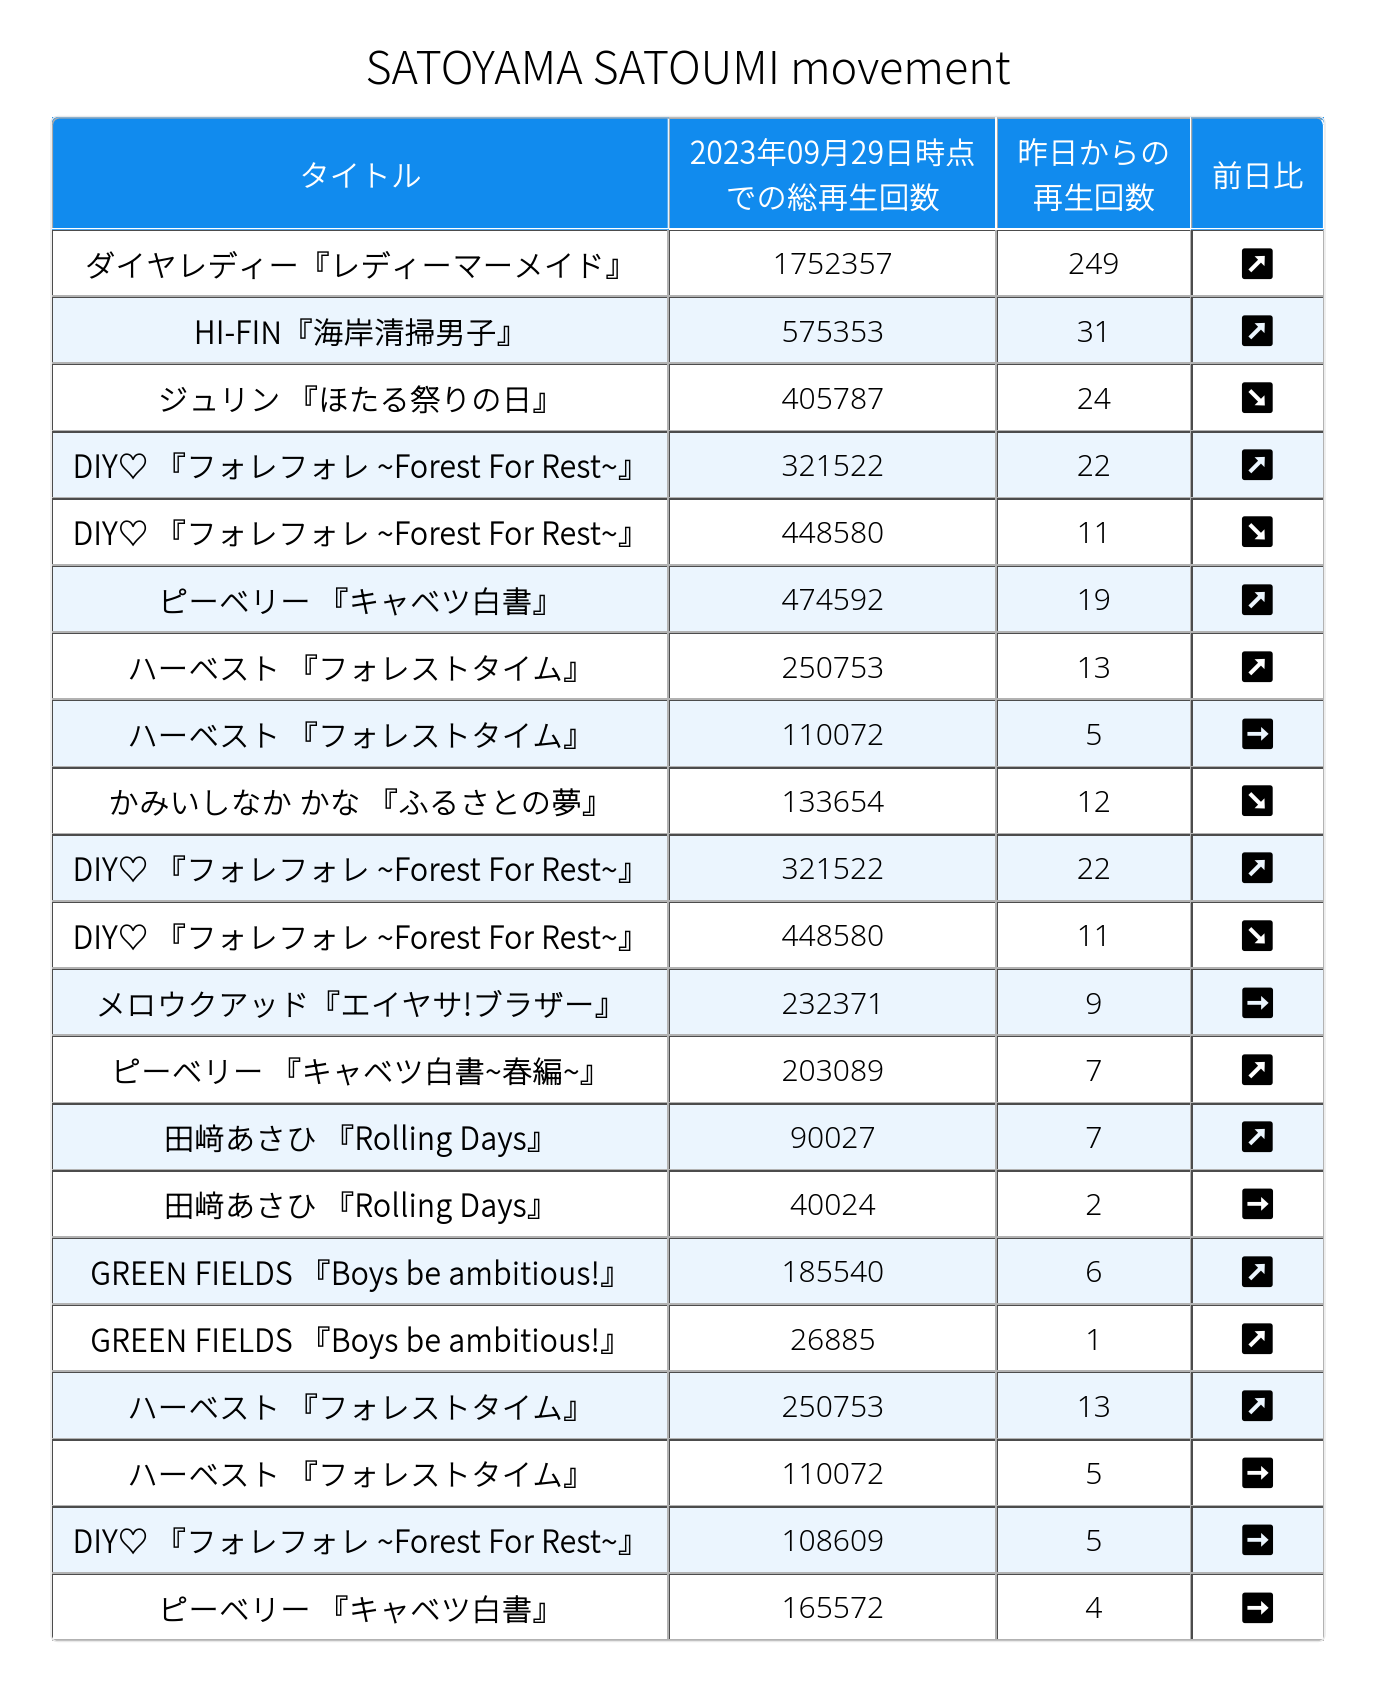 SATOYAMA SATOUMI movement
タイトル 2023年09月29日時点での総再生回数 昨日からの再生回数 前日比
ダイヤレディー『レディーマーメイド』 1752357 249 ↗
HI-FIN『海岸清掃男子』 575353 31 ↗
ジュリン 『ほたる祭りの日』 405787 24 ↘
DIY♡ 『フォレフォレ ~Forest For Rest~』 321522 22 ↗
DIY♡ 『フォレフォレ ~Forest For Rest~』 448580 11 ↘
ピーベリー 『キャベツ白書』 474592 19 ↗
ハーベスト 『フォレストタイム』 250753 13 ↗
ハーベスト 『フォレストタイム』 110072 5 →
かみいしなか かな 『ふるさとの夢』 133654 12 ↘
DIY♡ 『フォレフォレ ~Forest For Rest~』 321522 22 ↗
DIY♡ 『フォレフォレ ~Forest For Rest~』 448580 11 ↘
メロウクアッド『エイヤサ!ブラザー』 232371 9 →
ピーベリー 『キャベツ白書~春編~』 203089 7 ↗
田﨑あさひ 『Rolling Days』 90027 7 ↗
田﨑あさひ 『Rolling Days』 40024 2 →
GREEN FIELDS 『Boys be ambitious!』 185540 6 ↗
GREEN FIELDS 『Boys be ambitious!』 26885 1 ↗
ハーベスト 『フォレストタイム』 250753 13 ↗
ハーベスト 『フォレストタイム』 110072 5 →
DIY♡ 『フォレフォレ ~Forest For Rest~』 108609 5 →
ピーベリー 『キャベツ白書』 165572 4 →